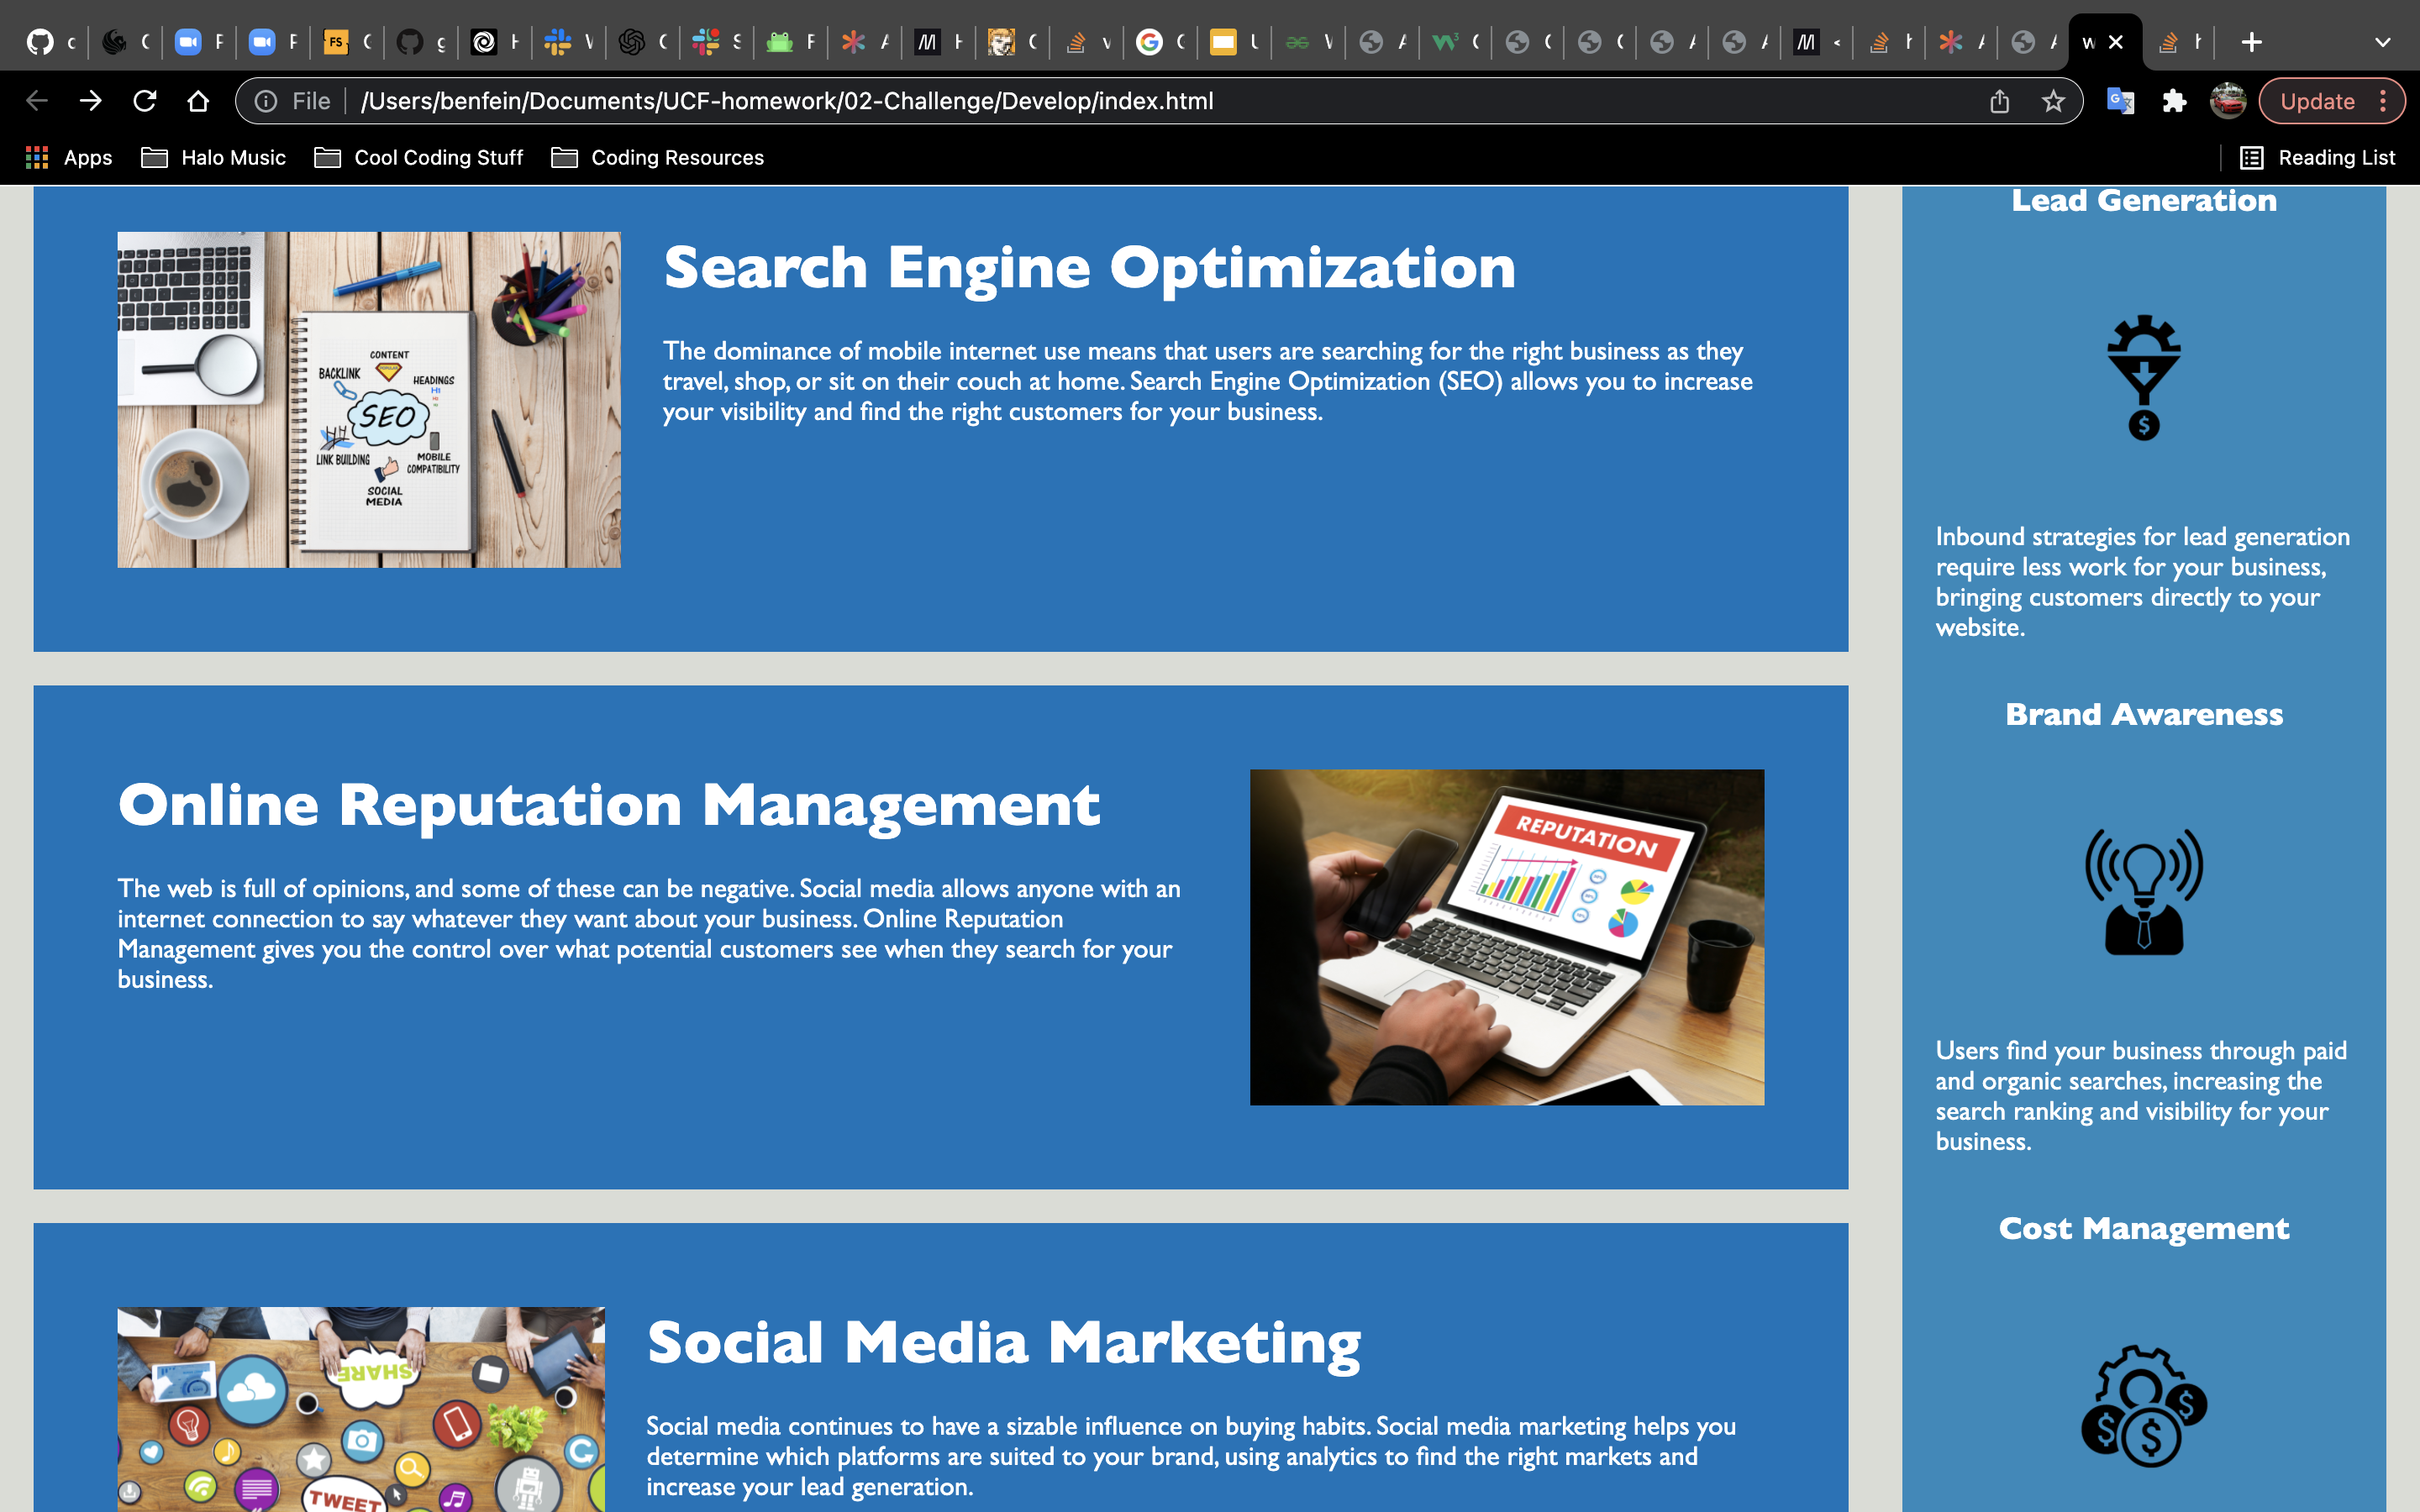 File
/Users/benfein/Documents/UCF-homework/02-Challenge/Develop/index.html
Update
Apps
Halo Music
Cool Coding Stuff
Coding Resources
Reading List
CONTENT
BACKLINK
HEADINGS
H1
SEO
LINK BUILDING
MOBILE
COMPATIBILITY
SOCIAL
MEDIA
Search Engine Optimization
The dominance of mobile internet use means that users are searching for the right business as they
travel, shop, or sit on their couch at home. Search Engine Optimization (SEO) allows you to increase
your visibility and find the right customers for your business.
Online Reputation Management
The web is full of opinions, and some of these can be negative. Social media allows anyone with an
internet connection to say whatever they want about your business. Online Reputation
Management gives you the control over what potential customers see when they search for your
business.
REPUTATION
SHARE
TWEET
Social Media Marketing
Social media continues to have a sizable influence on buying habits. Social media marketing helps you
determine which platforms are suited to your brand, using analytics to find the right markets and
increase your lead generation.
Lead Generation
$
Inbound strategies for lead generation
require less work for your business,
bringing customers directly to your
website.
Brand Awareness
Users find your business through paid
and organic searches, increasing the
search ranking and visibility for your
business.
Cost Management
$
$
$